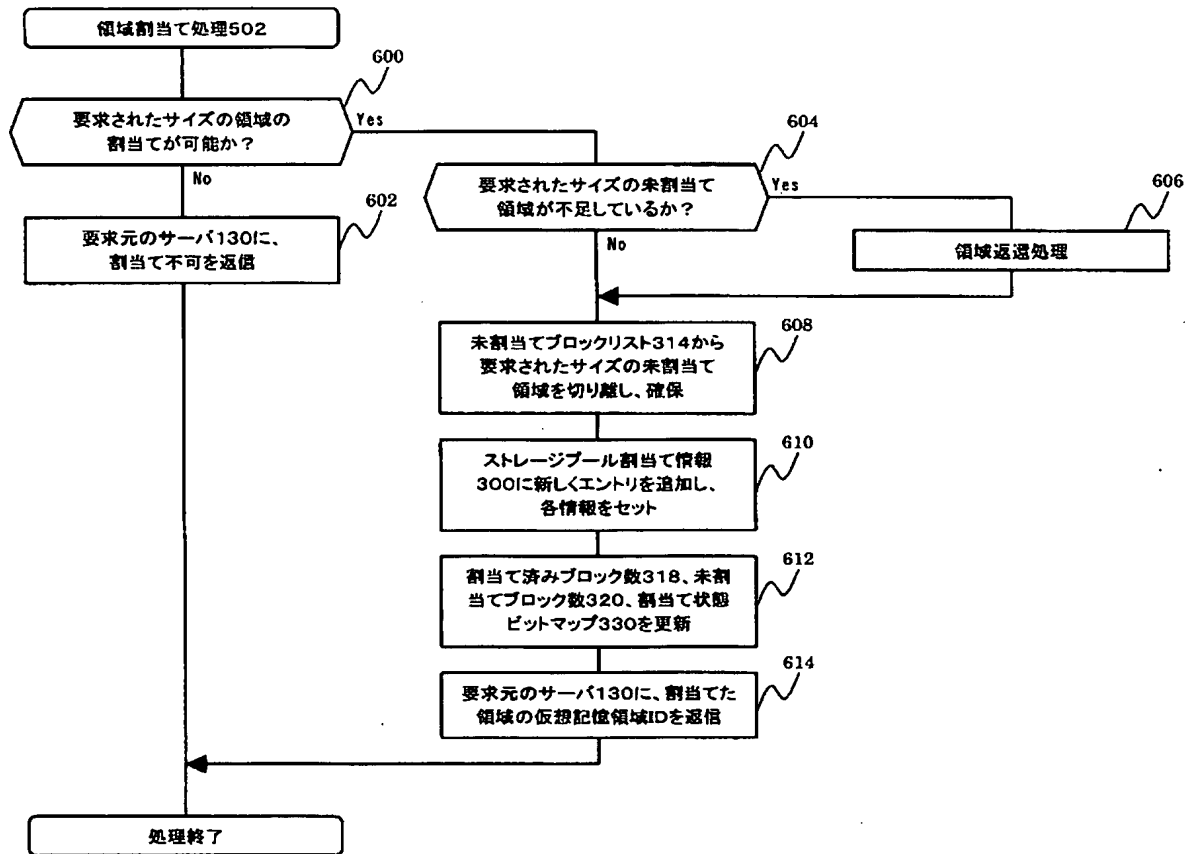 領域割当て処理502
600
要求されたサイズの領域の
割当てが可能か?
Yes
No
602
要求元のサーバ130に、
割当て不可を返信
604
要求されたサイズの未割当て
領域が不足しているか?
Yes
No
606
領域返還処理
608
未割当てブロックリスト314から
要求されたサイズの未割当て
領域を切り離し、確保
610
ストレージプール割当て情報
300に新しくエントリを追加し、
各情報をセット
612
割当て済みブロック数318、未割
当てブロック数320、割当て状態
ビットマップ330を更新
614
要求元のサーバ130に、割当てた
領域の仮想記憶領域IDを返信
処理終了